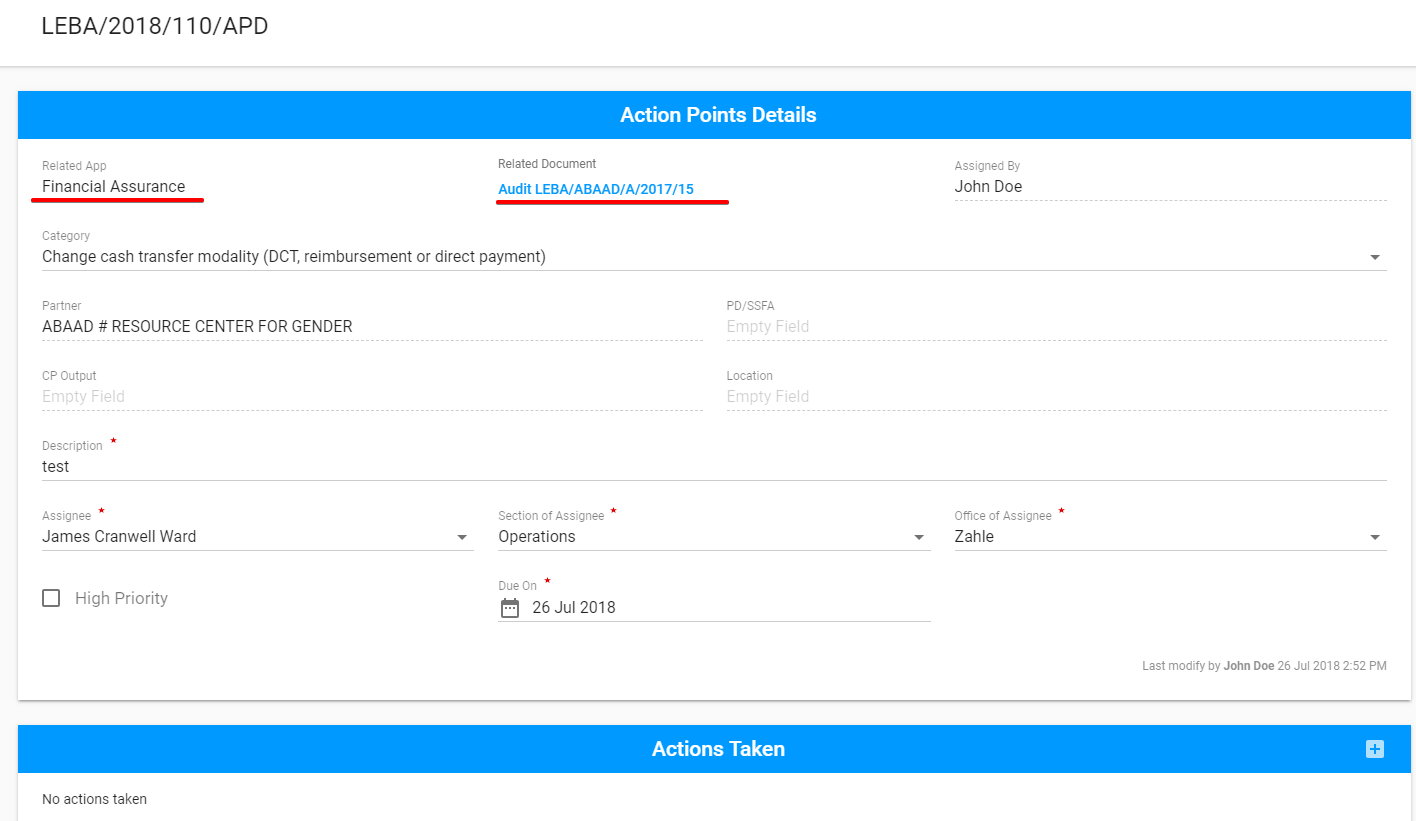 LEBA/2018/110/APD
Action Points Details
Related App
Related Document
Assigned By
Financial Assurance
Audit LEBA/ABAAD/A/2017/15
John Doe
Category
Change cash transfer modality (DCT, reimbursement or direct payment)
Partner
PD/SSFA
ABAAD # RESOURCE CENTER FOR GENDER
Empty Field
CP Output
Location
Empty Field
Empty Field
Description *
test
Assignee *
Section of Assignee *
Office of Assignee *
James Cranwell Ward
Operations
Zahle
Due On *
High Priority
26 Jul 2018
Last modify by John Doe 26 Jul 2018 2:52 PM
Actions Taken
No actions taken